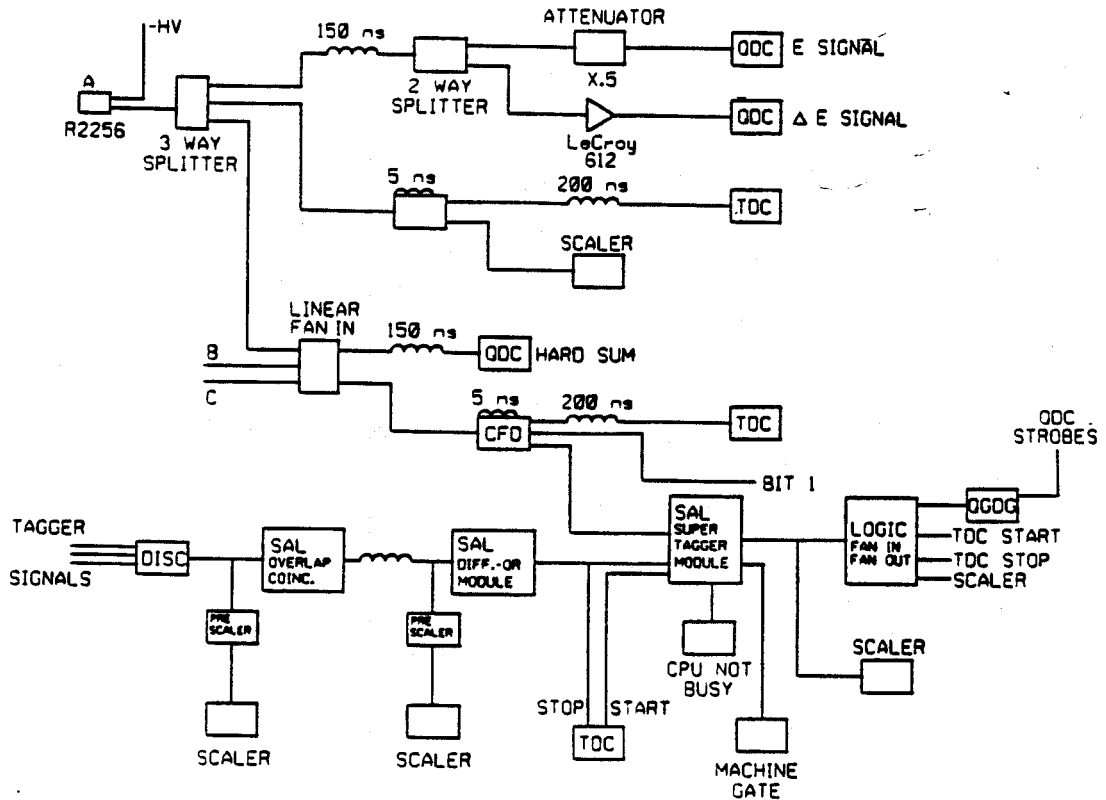 ATTENUATOR
-HV
150 ns
QDC
E SIGNAL
A
2 WAY
SPLITTER
X.5
R2256
3 WAY
SPLITTER
QDC
Δ E SIGNAL
LeCroy
612
5 ns
200 ns
TDC
SCALER
LINEAR
FAN IN
150 ns
B
QDC
HARD SUM
C
5 ns
200 ns
CFD
TDC
QDC
STROBES
BIT 1
QGDG
TAGGER
SIGNALS
DISC
SAL
OVERLAP
COINC.
SAL
DIFF.-OR
MODULE
SAL
SUPER
TAGGER
MODULE
LOGIC
FAN IN
FAN OUT
TDC START
TDC STOP
SCALER
PRE
SCALER
PRE
SCALER
CPU NOT
BUSY
SCALER
STOP
START
TDC
SCALER
SCALER
MACHINE
GATE